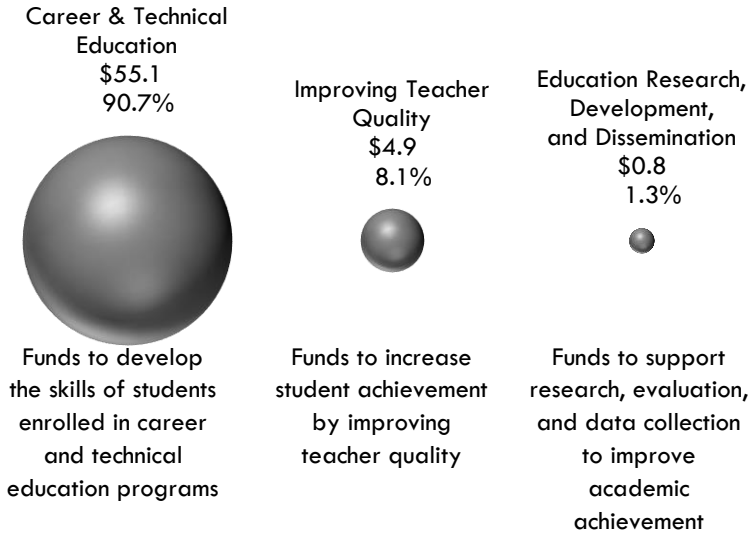 Career & Technical
Education
$55.1
90.7%
Improving Teacher
Quality
$4.9
8.1%
Education Research,
Development,
and Dissemination
$0.8
1.3%
Funds to develop
the skills of students
enrolled in career
and technical
education programs
Funds to increase
student achievement
by improving
teacher quality
Funds to support
research, evaluation,
and data collection
to improve
academic
achievement